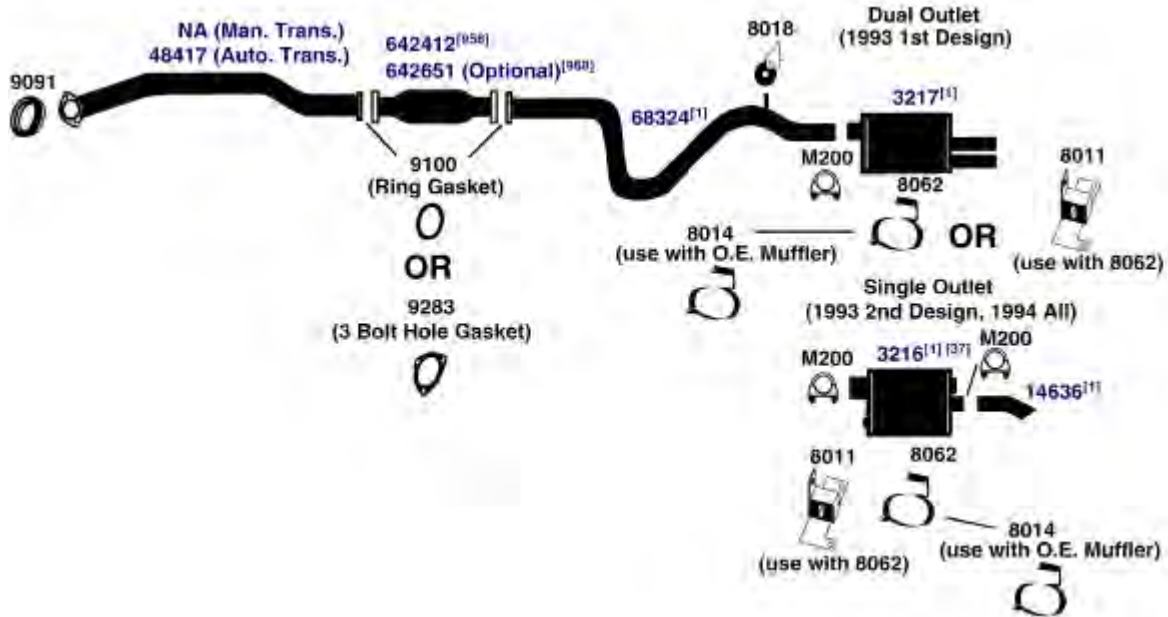 NA (Man. Trans.)
48417 (Auto. Trans.)
9091
642412[958]
642651 (Optional)[960]
9100
(Ring Gasket)
OR
9283
(3 Bolt Hole Gasket)
68324[1]
8018
Dual Outlet
(1993 1st Design)
3217[1]
M200
8062
8011
(use with 8062)
8014
(use with O.E. Muffler)
OR
Single Outlet
(1993 2nd Design, 1994 All)
M200
3216[1] [37]
M200
14636[1]
8011
(use with 8062)
8062
8014
(use with O.E. Muffler)